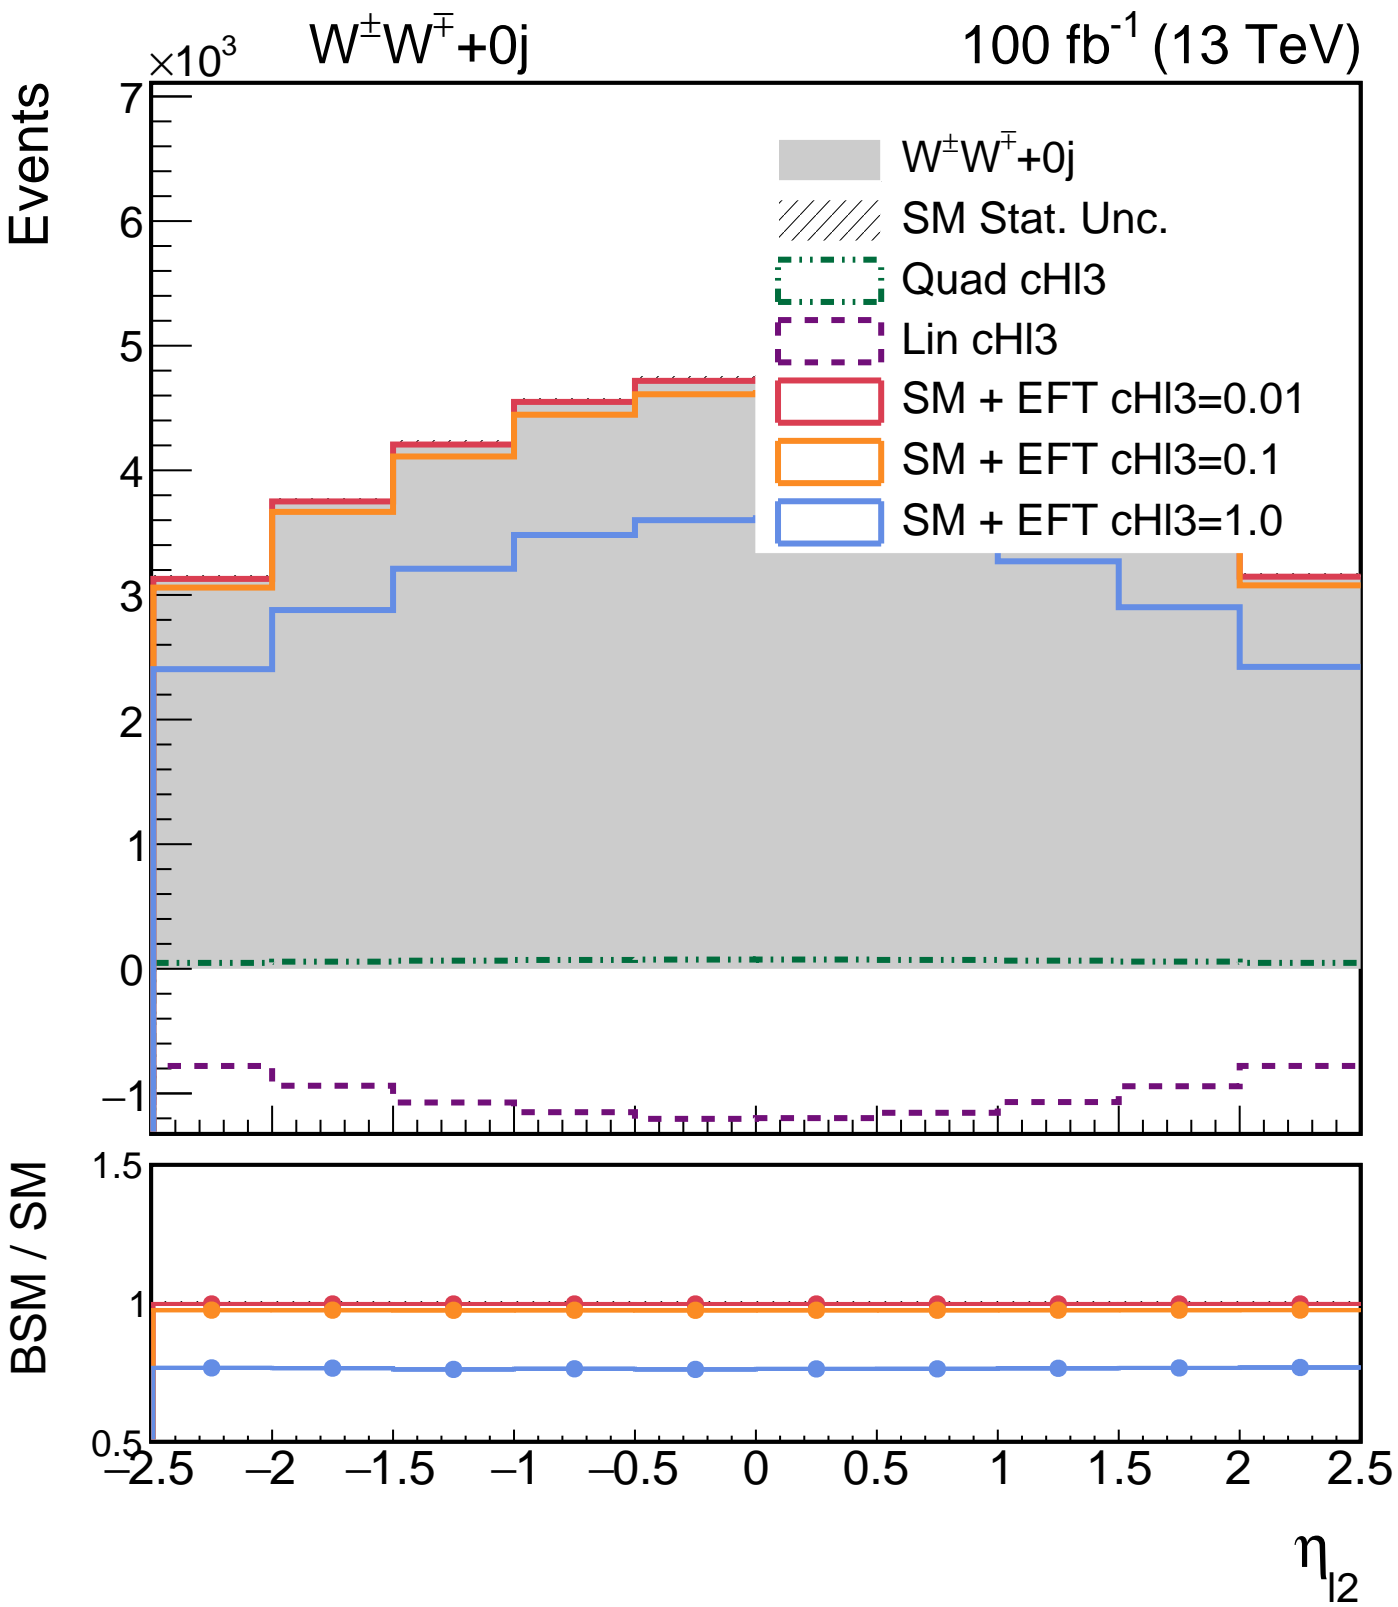 W±W∓+0j 100 fb-1 (13 TeV)
×103
Events
7
6
5
4
3
2
1
0
−1
W±W∓+0j
SM Stat. Unc.
Quad cHl3
Lin cHl3
SM + EFT cHl3=0.01
SM + EFT cHl3=0.1
SM + EFT cHl3=1.0
BSM / SM
1.5
1
0.5
−2.5 −2 −1.5 −1 −0.5 0 0.5 1 1.5 2 2.5
ηl2